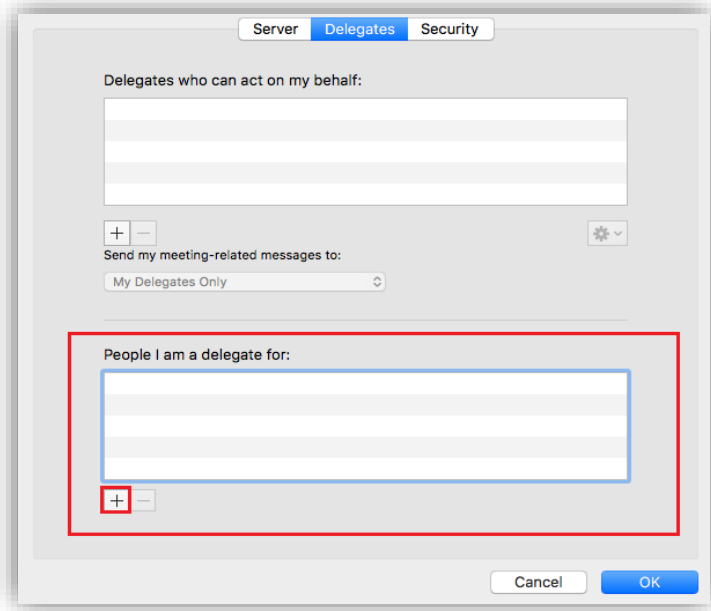 Server Delegates Security
Delegates who can act on my behalf:
Send my meeting-related messages to:
My Delegates Only
People I am a delegate for:
Cancel OK